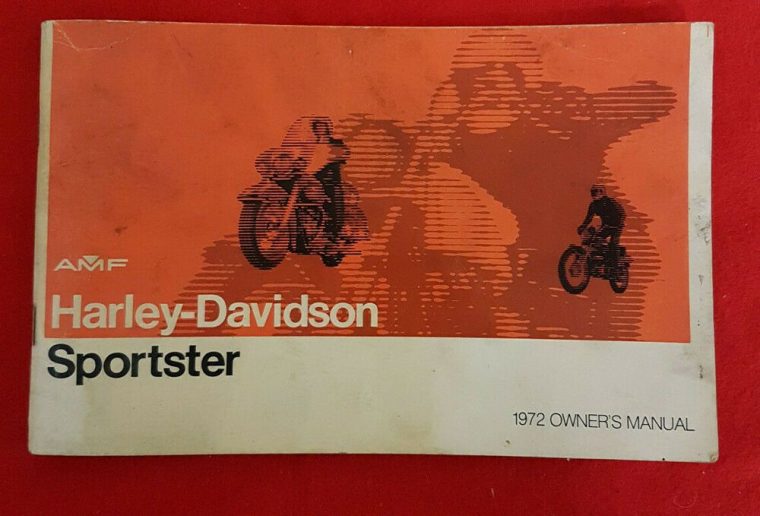 AMF
Harley-Davidson
Sportster
1972 OWNER'S MANUAL